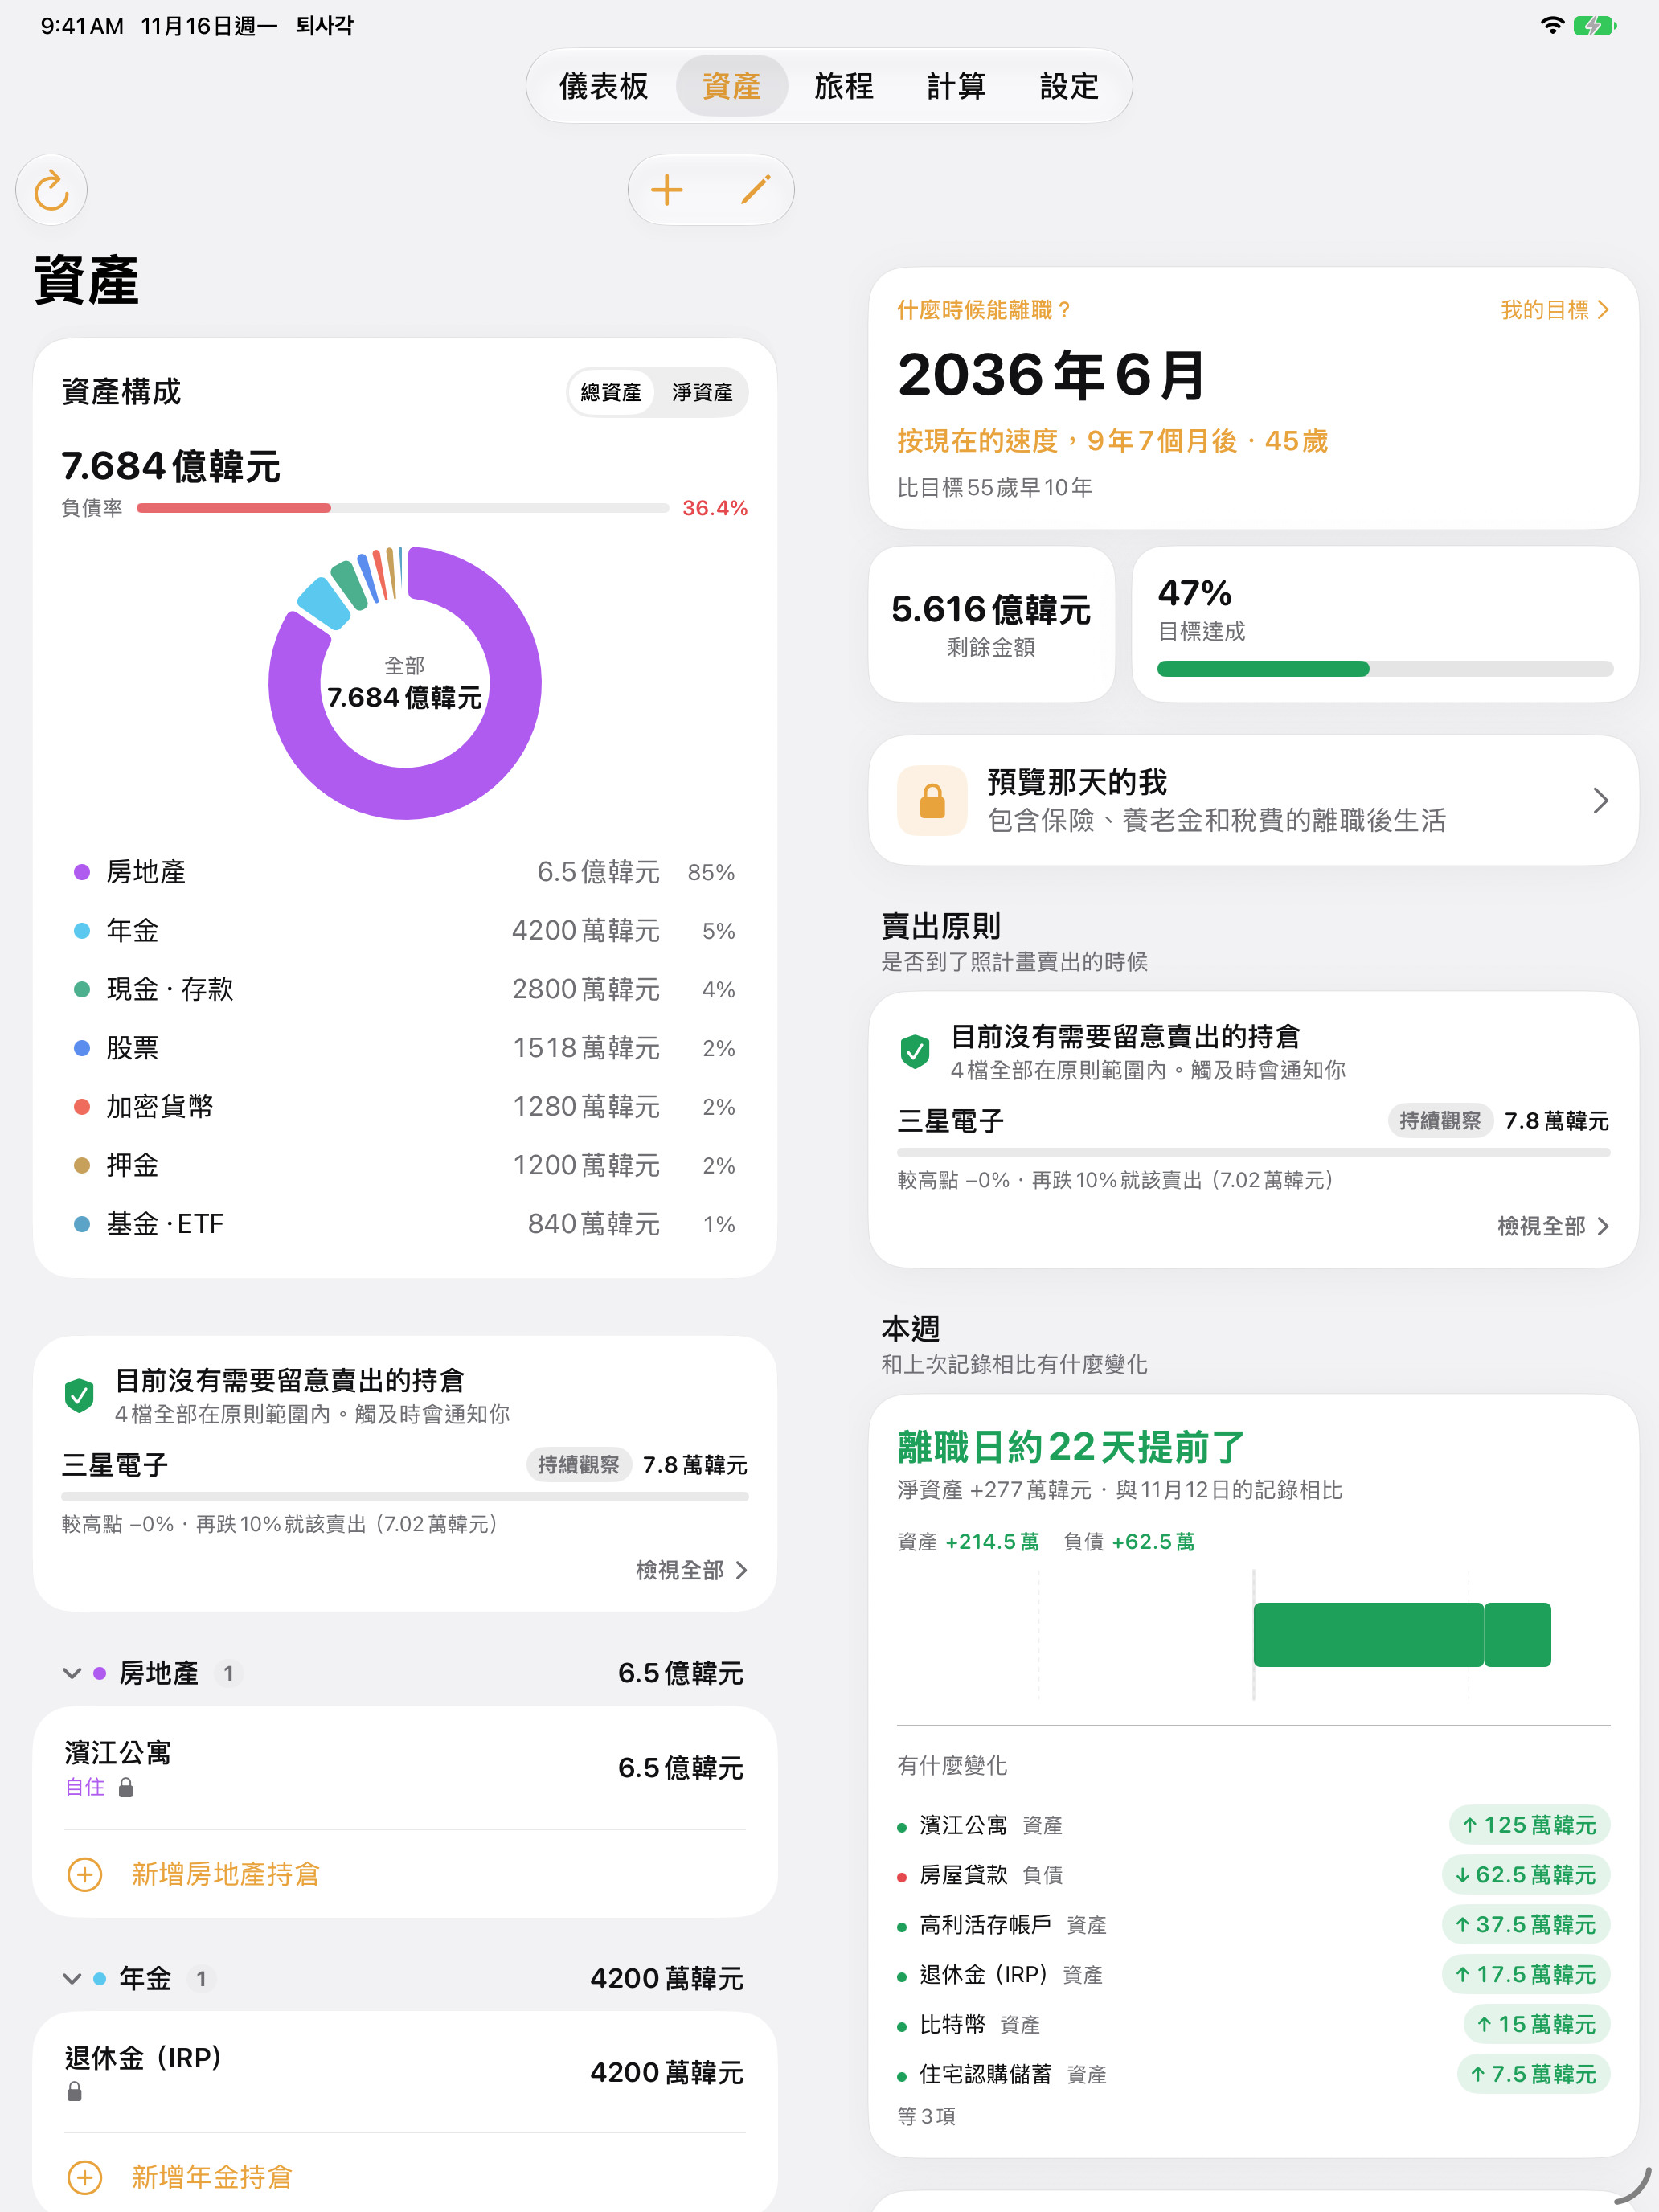 9:41 AM 11月16日週一 퇴사각
儀表板 資產 旅程 計算 設定
資產
資產構成
總資產 淨資產
7.684 億韓元
負債率 36.4%
全部
7.684 億韓元
房地產 6.5 億韓元 85%
年金 4200 萬韓元 5%
現金 · 存款 2800 萬韓元 4%
股票 1518 萬韓元 2%
加密貨幣 1280 萬韓元 2%
押金 1200 萬韓元 2%
基金 · ETF 840 萬韓元 1%
目前沒有需要留意賣出的持倉
4 檔全部在原則範圍內。觸及時會通知你
三星電子 持續觀察 7.8 萬韓元
較高點 −0% · 再跌 10% 就該賣出（7.02 萬韓元）
檢視全部
房地產 1 6.5 億韓元
濱江公寓
自住
6.5 億韓元
新增房地產持倉
年金 1 4200 萬韓元
退休金（IRP）
4200 萬韓元
新增年金持倉
什麼時候能離職？ 我的目標
2036 年 6 月
按現在的速度，9 年 7 個月後 · 45 歲
比目標 55 歲早 10 年
5.616 億韓元
剩餘金額
47%
目標達成
預覽那天的我
包含保險、養老金和稅費的離職後生活
賣出原則
是否到了照計畫賣出的時候
目前沒有需要留意賣出的持倉
4 檔全部在原則範圍內。觸及時會通知你
三星電子 持續觀察 7.8 萬韓元
較高點 −0% · 再跌 10% 就該賣出（7.02 萬韓元）
檢視全部
本週
和上次記錄相比有什麼變化
離職日約 22 天提前了
淨資產 +277 萬韓元 · 與 11月12日的記錄相比
資產 +214.5 萬 負債 +62.5 萬
有什麼變化
濱江公寓 資產 ↑ 125 萬韓元
房屋貸款 負債 ↓ 62.5 萬韓元
高利活存帳戶 資產 ↑ 37.5 萬韓元
退休金（IRP） 資產 ↑ 17.5 萬韓元
比特幣 資產 ↑ 15 萬韓元
住宅認購儲蓄 資產 ↑ 7.5 萬韓元
等 3 項